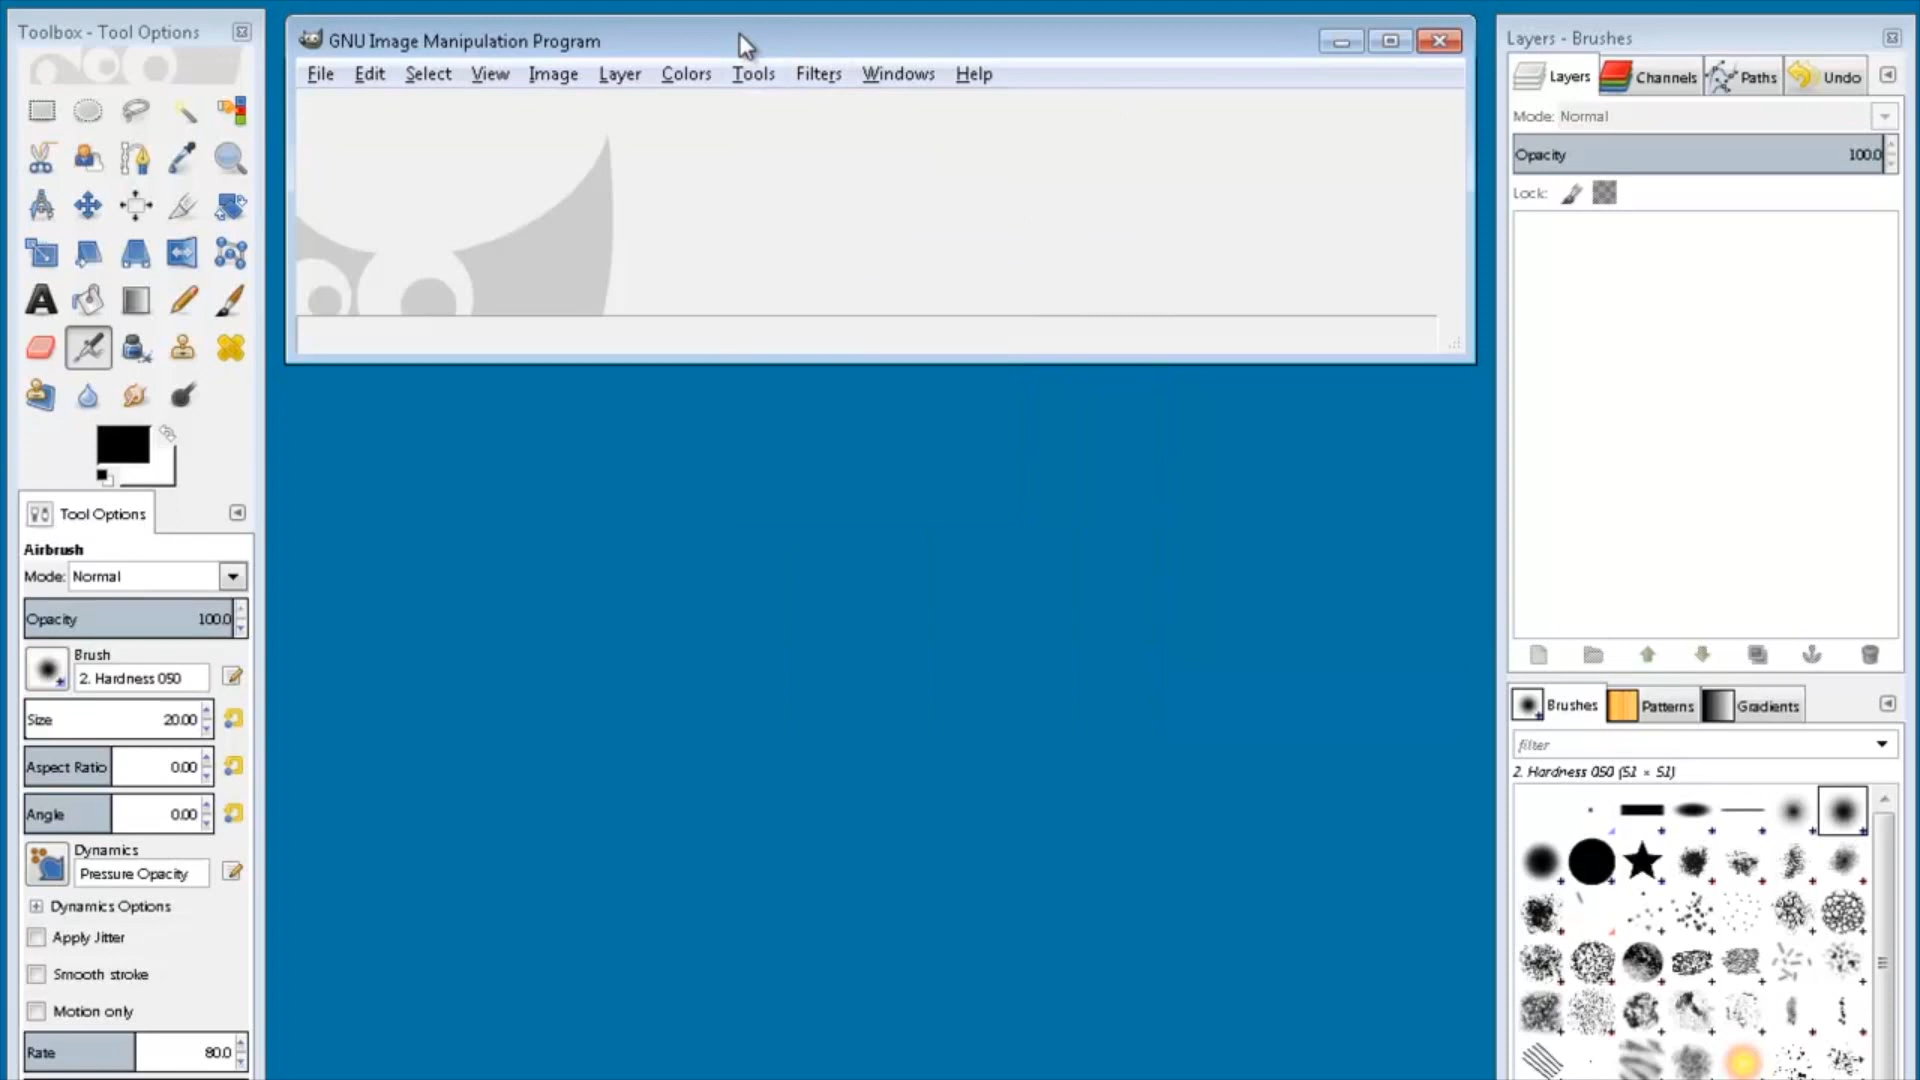 Toolbox - Tool Options
Tool Options
Airbrush
Mode: Normal
Opacity 100.0
Brush
2. Hardness 050
Size 20.00
Aspect Ratio 0.00
Angle 0.00
Dynamics
Pressure Opacity
Dynamics Options
Apply Jitter
Smooth stroke
Motion only
Rate 80.0
GNU Image Manipulation Program
File Edit Select View Image Layer Colors Tools Filters Windows Help
Layers - Brushes
Layers Channels Paths Undo
Mode: Normal
Opacity 100.0
Lock:
Brushes Patterns Gradients
filter
2. Hardness 050 (51 × 51)